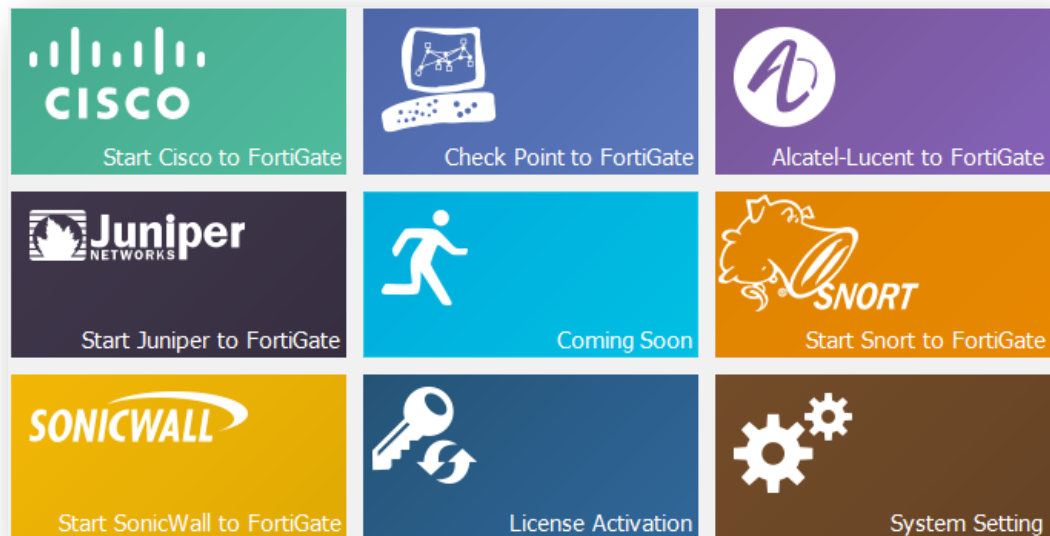 CISCO
Start Cisco to FortiGate
Check Point to FortiGate
Alcatel-Lucent to FortiGate
Juniper
NETWORKS
Start Juniper to FortiGate
Coming Soon
SNORT
Start Snort to FortiGate
SONICWALL
Start SonicWall to FortiGate
License Activation
System Setting